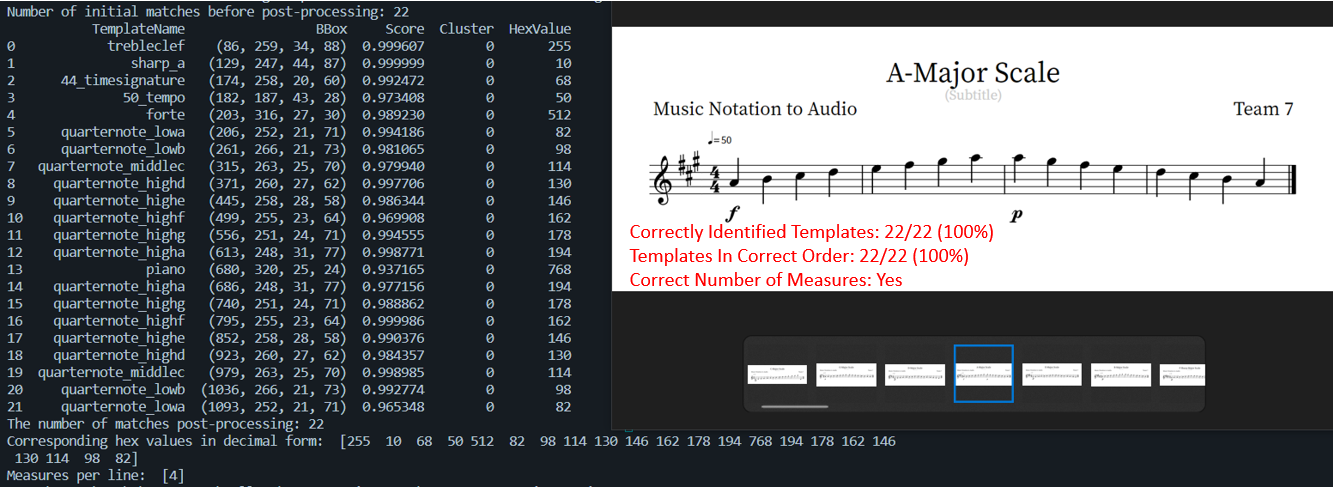 Number of initial matches before post-processing: 22
TemplateName BBox Score Cluster HexValue
0 trebleclef (86, 259, 34, 88) 0.999607 0 255
1 sharp_a (129, 247, 44, 87) 0.999999 0 10
2 44_timesignature (174, 258, 20, 60) 0.992472 0 68
3 50_tempo (182, 187, 43, 28) 0.973408 0 50
4 forte (203, 316, 27, 30) 0.989230 0 512
5 quarternote_lowa (206, 252, 21, 71) 0.994186 0 82
6 quarternote_lowb (261, 266, 21, 73) 0.981065 0 98
7 quarternote_middlec (315, 263, 25, 70) 0.979940 0 114
8 quarternote_highd (371, 260, 27, 62) 0.997706 0 130
9 quarternote_highe (445, 258, 28, 58) 0.986344 0 146
10 quarternote_highf (499, 255, 23, 64) 0.969908 0 162
11 quarternote_highg (556, 251, 24, 71) 0.994555 0 178
12 quarternote_higha (613, 248, 31, 77) 0.998771 0 194
13 piano (680, 320, 25, 24) 0.937165 0 768
14 quarternote_higha (686, 248, 31, 77) 0.977156 0 194
15 quarternote_highg (740, 251, 24, 71) 0.988862 0 178
16 quarternote_highf (795, 255, 23, 64) 0.999986 0 162
17 quarternote_highe (852, 258, 28, 58) 0.990376 0 146
18 quarternote_highd (923, 260, 27, 62) 0.984357 0 130
19 quarternote_middlec (979, 263, 25, 70) 0.998985 0 114
20 quarternote_lowb (1036, 266, 21, 73) 0.992774 0 98
21 quarternote_lowa (1093, 252, 21, 71) 0.965348 0 82
The number of matches post-processing: 22
Corresponding hex values in decimal form: [255 10 68 50 512 82 98 114 130 146 162 178 194 768 194 178 162 146
130 114 98 82]
Measures per line: [4]
A-Major Scale
(Subtitle)
Music Notation to Audio Team 7
♩=50
4
4
f p
Correctly Identified Templates: 22/22 (100%)
Templates In Correct Order: 22/22 (100%)
Correct Number of Measures: Yes